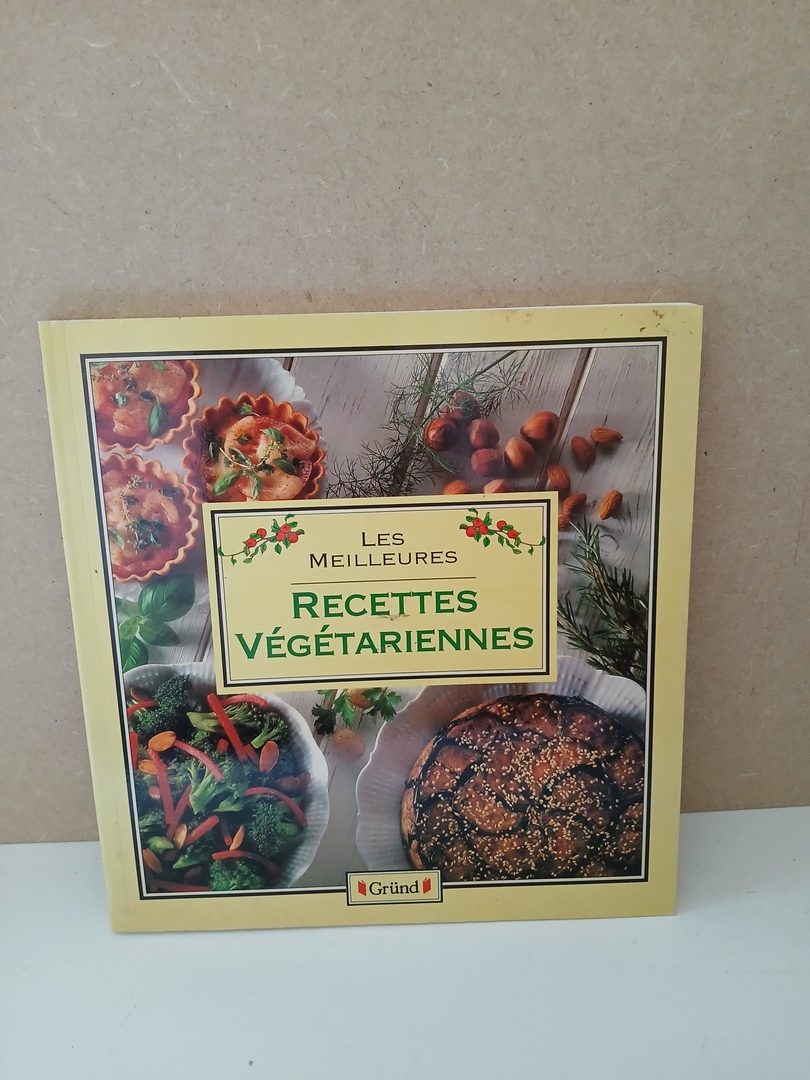 LES
MEILLEURES
RECETTES
VÉGÉTARIENNES
Gründ